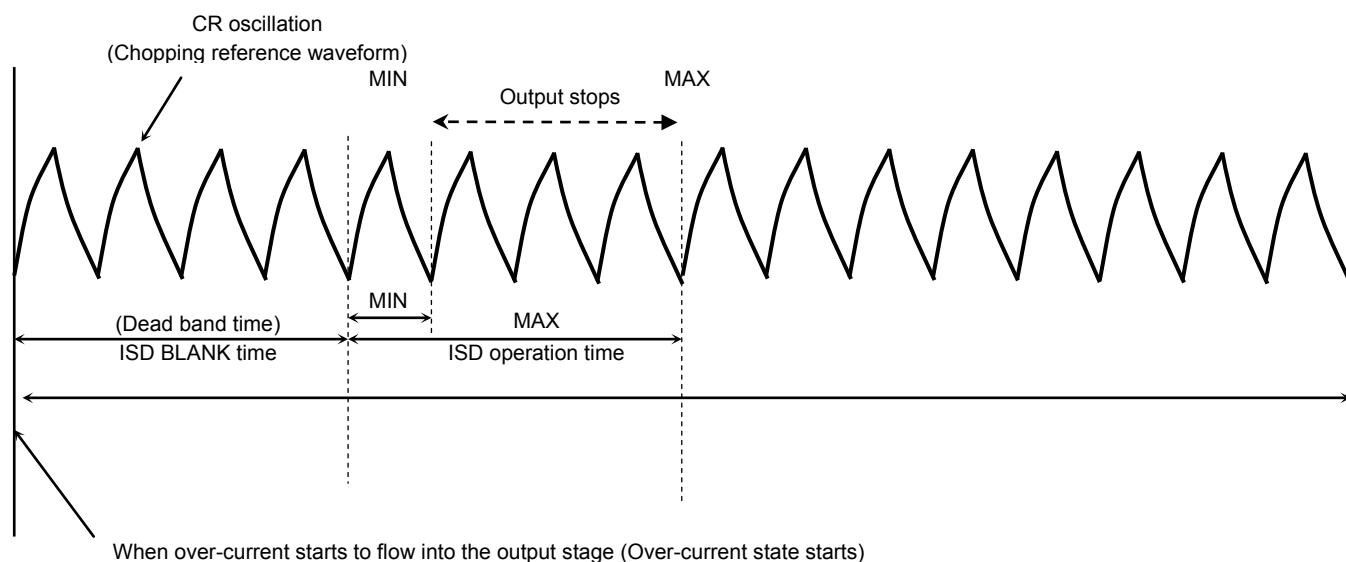 CR oscillation
(Chopping reference waveform)
MIN
MAX
Output stops
MIN
(Dead band time)
MAX
ISD BLANK time
ISD operation time
When over-current starts to flow into the output stage (Over-current state starts)